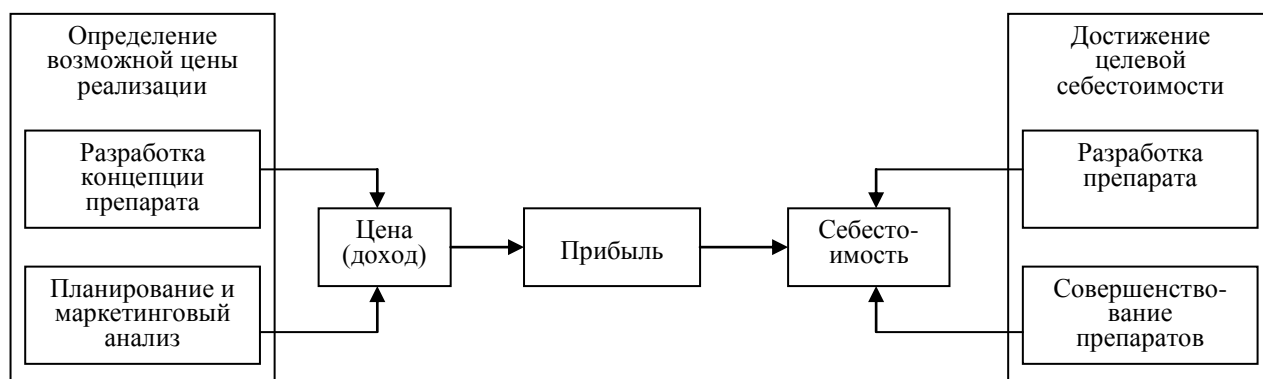 Определение
возможной цены
реализации
Разработка
концепции
препарата
Планирование и
маркетинговый
анализ
Цена
(доход)
Прибыль
Себесто-
имость
Достижение
целевой
себестоимости
Разработка
препарата
Совершенство-
вание
препаратов